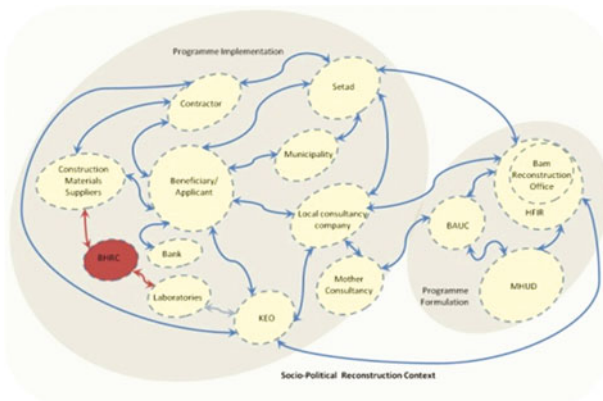 Programme Implementation
Setad
Contractor
Municipality
Construction
Materials
Suppliers
Beneficiary/
Applicant
Bam
Reconstruction
Office
HFIR
Local consultancy
company
BAUC
BHRC
Bank
Mother
Consultancy
MHUD
Laboratories
Programme
Formulation
KEO
Socio-Political Reconstruction Context